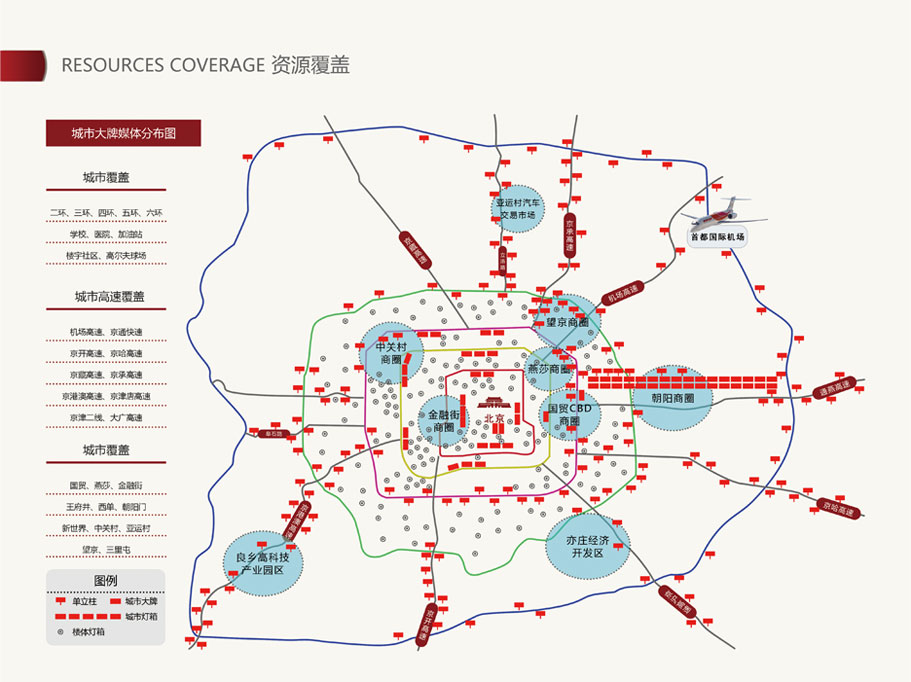 RESOURCES COVERAGE 资源覆盖
城市大牌媒体分布图
城市覆盖
二环、三环、四环、五环、六环
学校、医院、加油站
楼宇社区、高尔夫球场
城市高速覆盖
机场高速、京通快速
京开高速、京哈高速
京顺高速、京承高速
京港澳高速、京津唐高速
京津二线、大广高速
城市覆盖
国贸、燕莎、金融街
王府井、西单、朝阳门
新世界、中关村、亚运村
望京、三里屯
图例
单立柱
城市大牌
城市灯箱
楼体灯箱
亚运村汽车
交易市场
京承高速
首都国际机场
机场高速
望京商圈
中关村
商圈
燕莎商圈
朝阳商圈
通燕高速
金融街
商圈
北京
国贸CBD
商圈
京哈高速
良乡高科技
产业园区
亦庄经济
开发区
京开高速